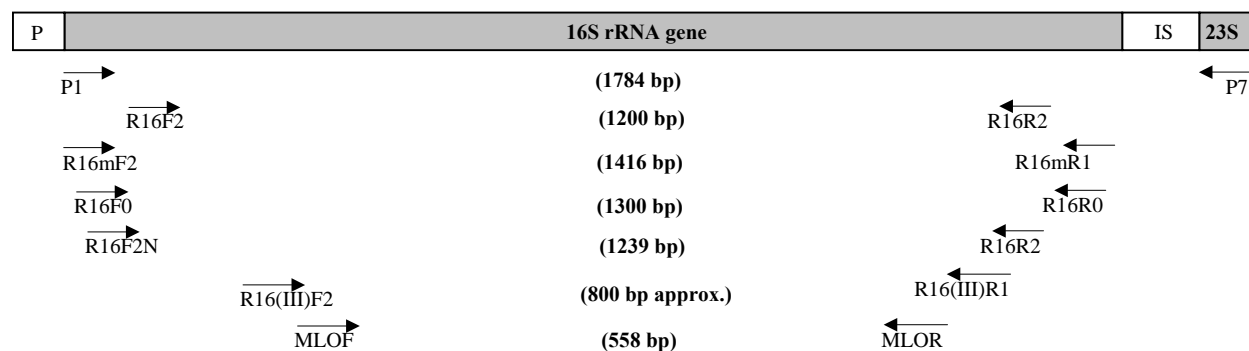 P 16S rRNA gene IS 23S
P1 (1784 bp) P7
R16F2 (1200 bp) R16R2
R16mF2 (1416 bp) R16mR1
R16F0 (1300 bp) R16R0
R16F2N (1239 bp) R16R2
R16(III)F2 (800 bp approx.) R16(III)R1
MLOF (558 bp) MLOR